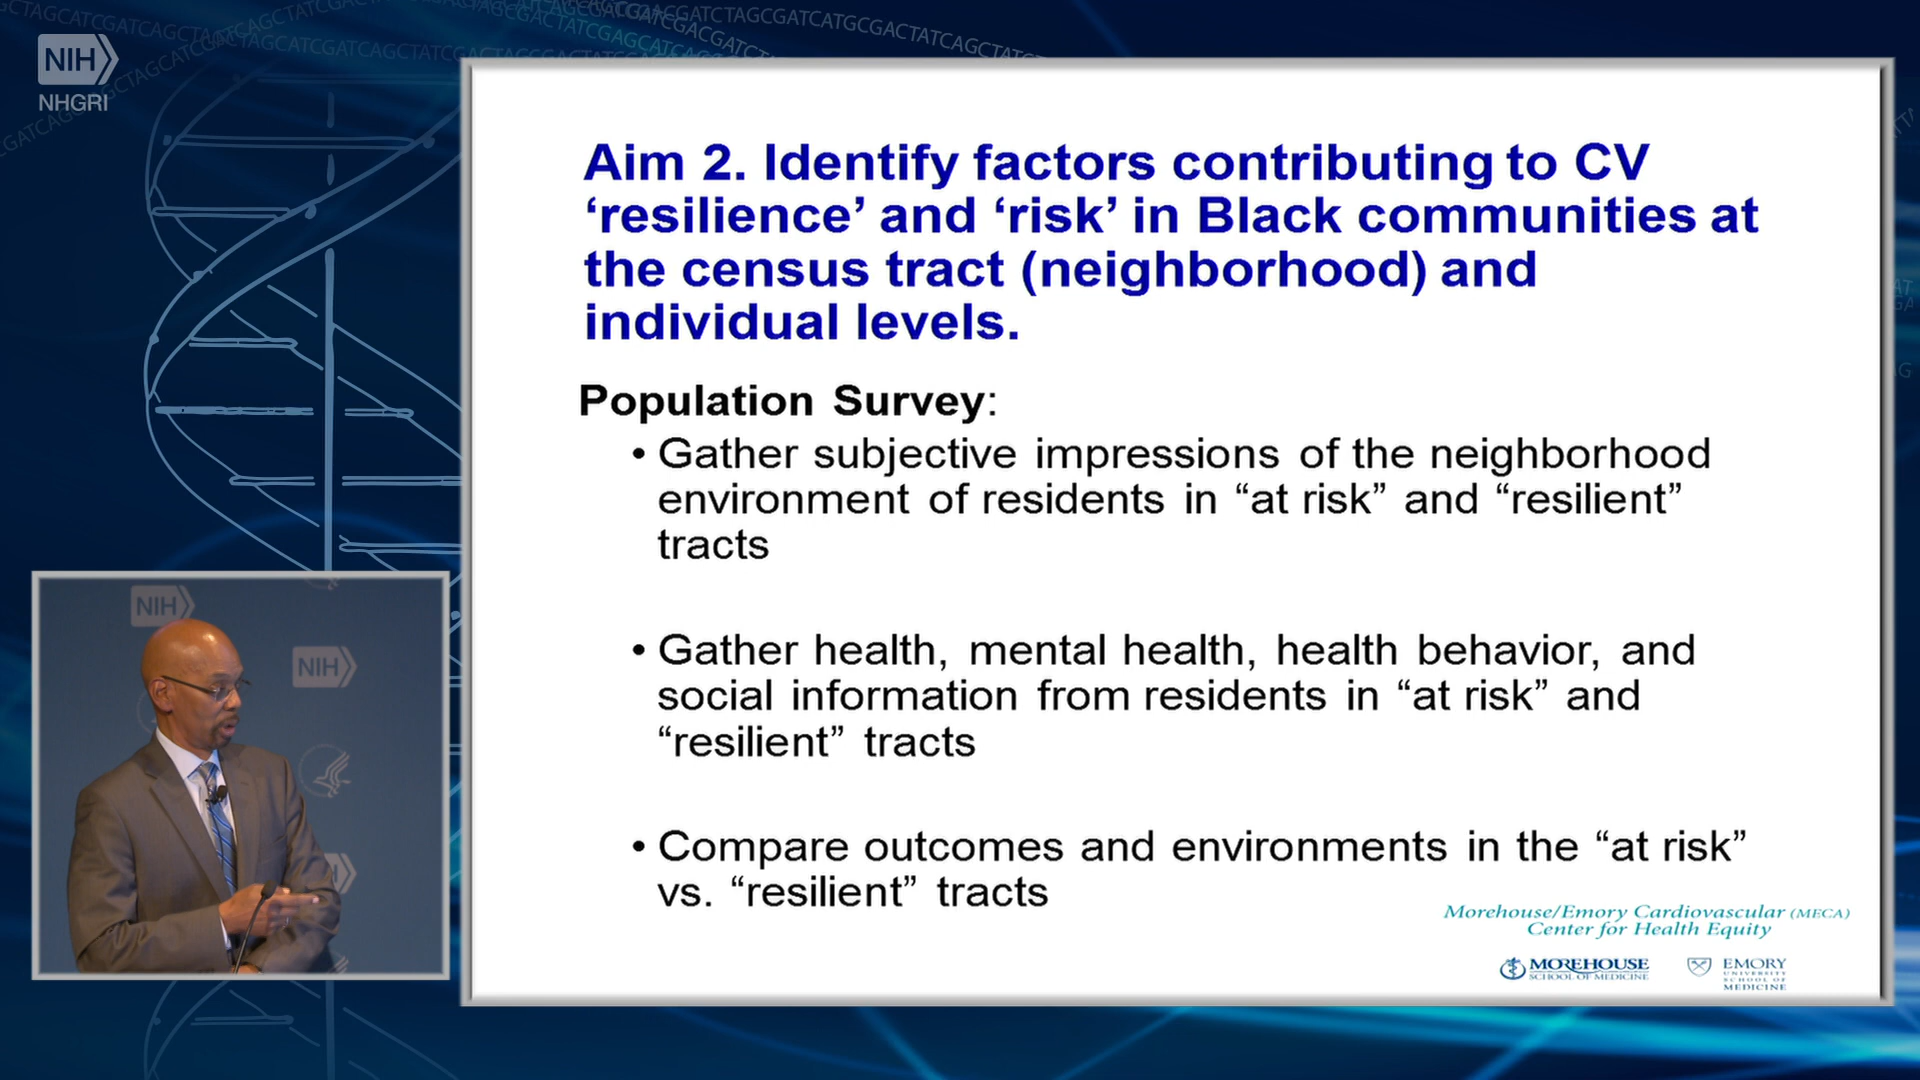 NIH
NHGRI
Aim 2. Identify factors contributing to CV
‘resilience’ and ‘risk’ in Black communities at
the census tract (neighborhood) and
individual levels.
Population Survey:
• Gather subjective impressions of the neighborhood
environment of residents in “at risk” and “resilient”
tracts
• Gather health, mental health, health behavior, and
social information from residents in “at risk” and
“resilient” tracts
• Compare outcomes and environments in the “at risk”
vs. “resilient” tracts
Morehouse/Emory Cardiovascular (MECA)
Center for Health Equity
MOREHOUSE
SCHOOL OF MEDICINE
EMORY
UNIVERSITY
SCHOOL OF
MEDICINE
NIH
NIH